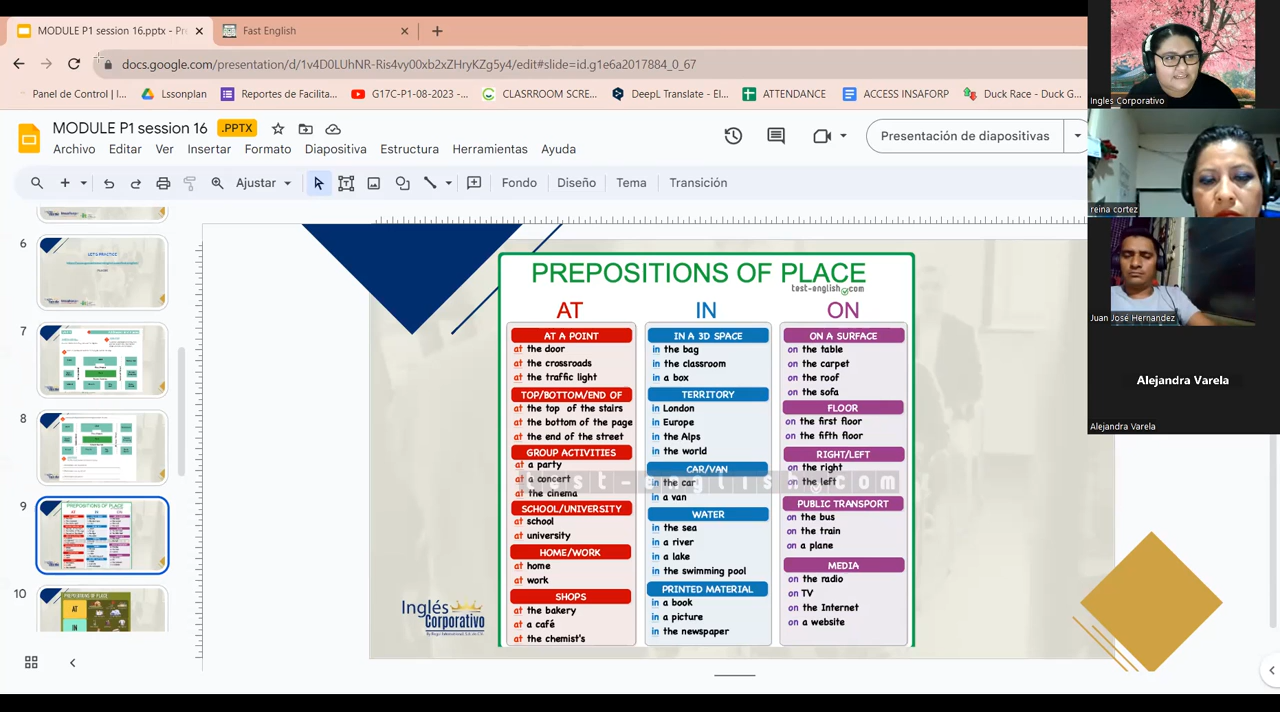 MODULE P1 session 16.pptx - Pre
Fast English
docs.google.com/presentation/d/1v4D0LUhNR-Ris4vy00xb2xZHryKZg5y4/edit#slide=id.g1e6a2017884_0_67
Panel de Control | I...
Lssonplan
Reportes de Facilita...
G17C-P1-05-2023 -...
CLASSROOM SCRE...
DeepL Translate - El...
ATTENDANCE
ACCESS INSAFORP
Duck Race - Duck G...
MODULE P1 session 16
.PPTX
Archivo
Editar
Ver
Insertar
Formato
Diapositiva
Estructura
Herramientas
Ayuda
Presentación de diapositivas
Ajustar
Fondo
Diseño
Tema
Transición
6
7
8
9
10
PREPOSITIONS OF PLACE
test-english.com
AT
AT A POINT
at the door
at the crossroads
at the traffic light
TOP/BOTTOM/END OF
at the top of the stairs
at the bottom of the page
at the end of the street
GROUP ACTIVITIES
at a party
at a concert
at the cinema
SCHOOL/UNIVERSITY
at school
at university
HOME/WORK
at home
at work
SHOPS
at the bakery
at a café
at the chemist's
IN
IN A 3D SPACE
in the bag
in the classroom
in a box
TERRITORY
in London
in Europe
in the Alps
in the world
CAR/VAN
in the car
in a van
WATER
in the sea
in a river
in a lake
in the swimming pool
PRINTED MATERIAL
in a book
in a picture
in the newspaper
ON
ON A SURFACE
on the table
on the carpet
on the roof
on the sofa
FLOOR
on the first floor
on the fifth floor
RIGHT/LEFT
on the right
on the left
PUBLIC TRANSPORT
on the bus
on the train
on a plane
MEDIA
on the radio
on TV
on the Internet
on a website
test-english.com
Inglés
Corporativo
Ingles Corporativo
reina cortez
Juan José Hernandez
Alejandra Varela
Alejandra Varela